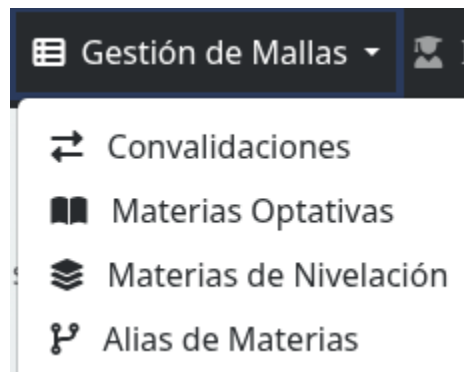 Gestión de Mallas
Convalidaciones
Materias Optativas
Materias de Nivelación
Alias de Materias